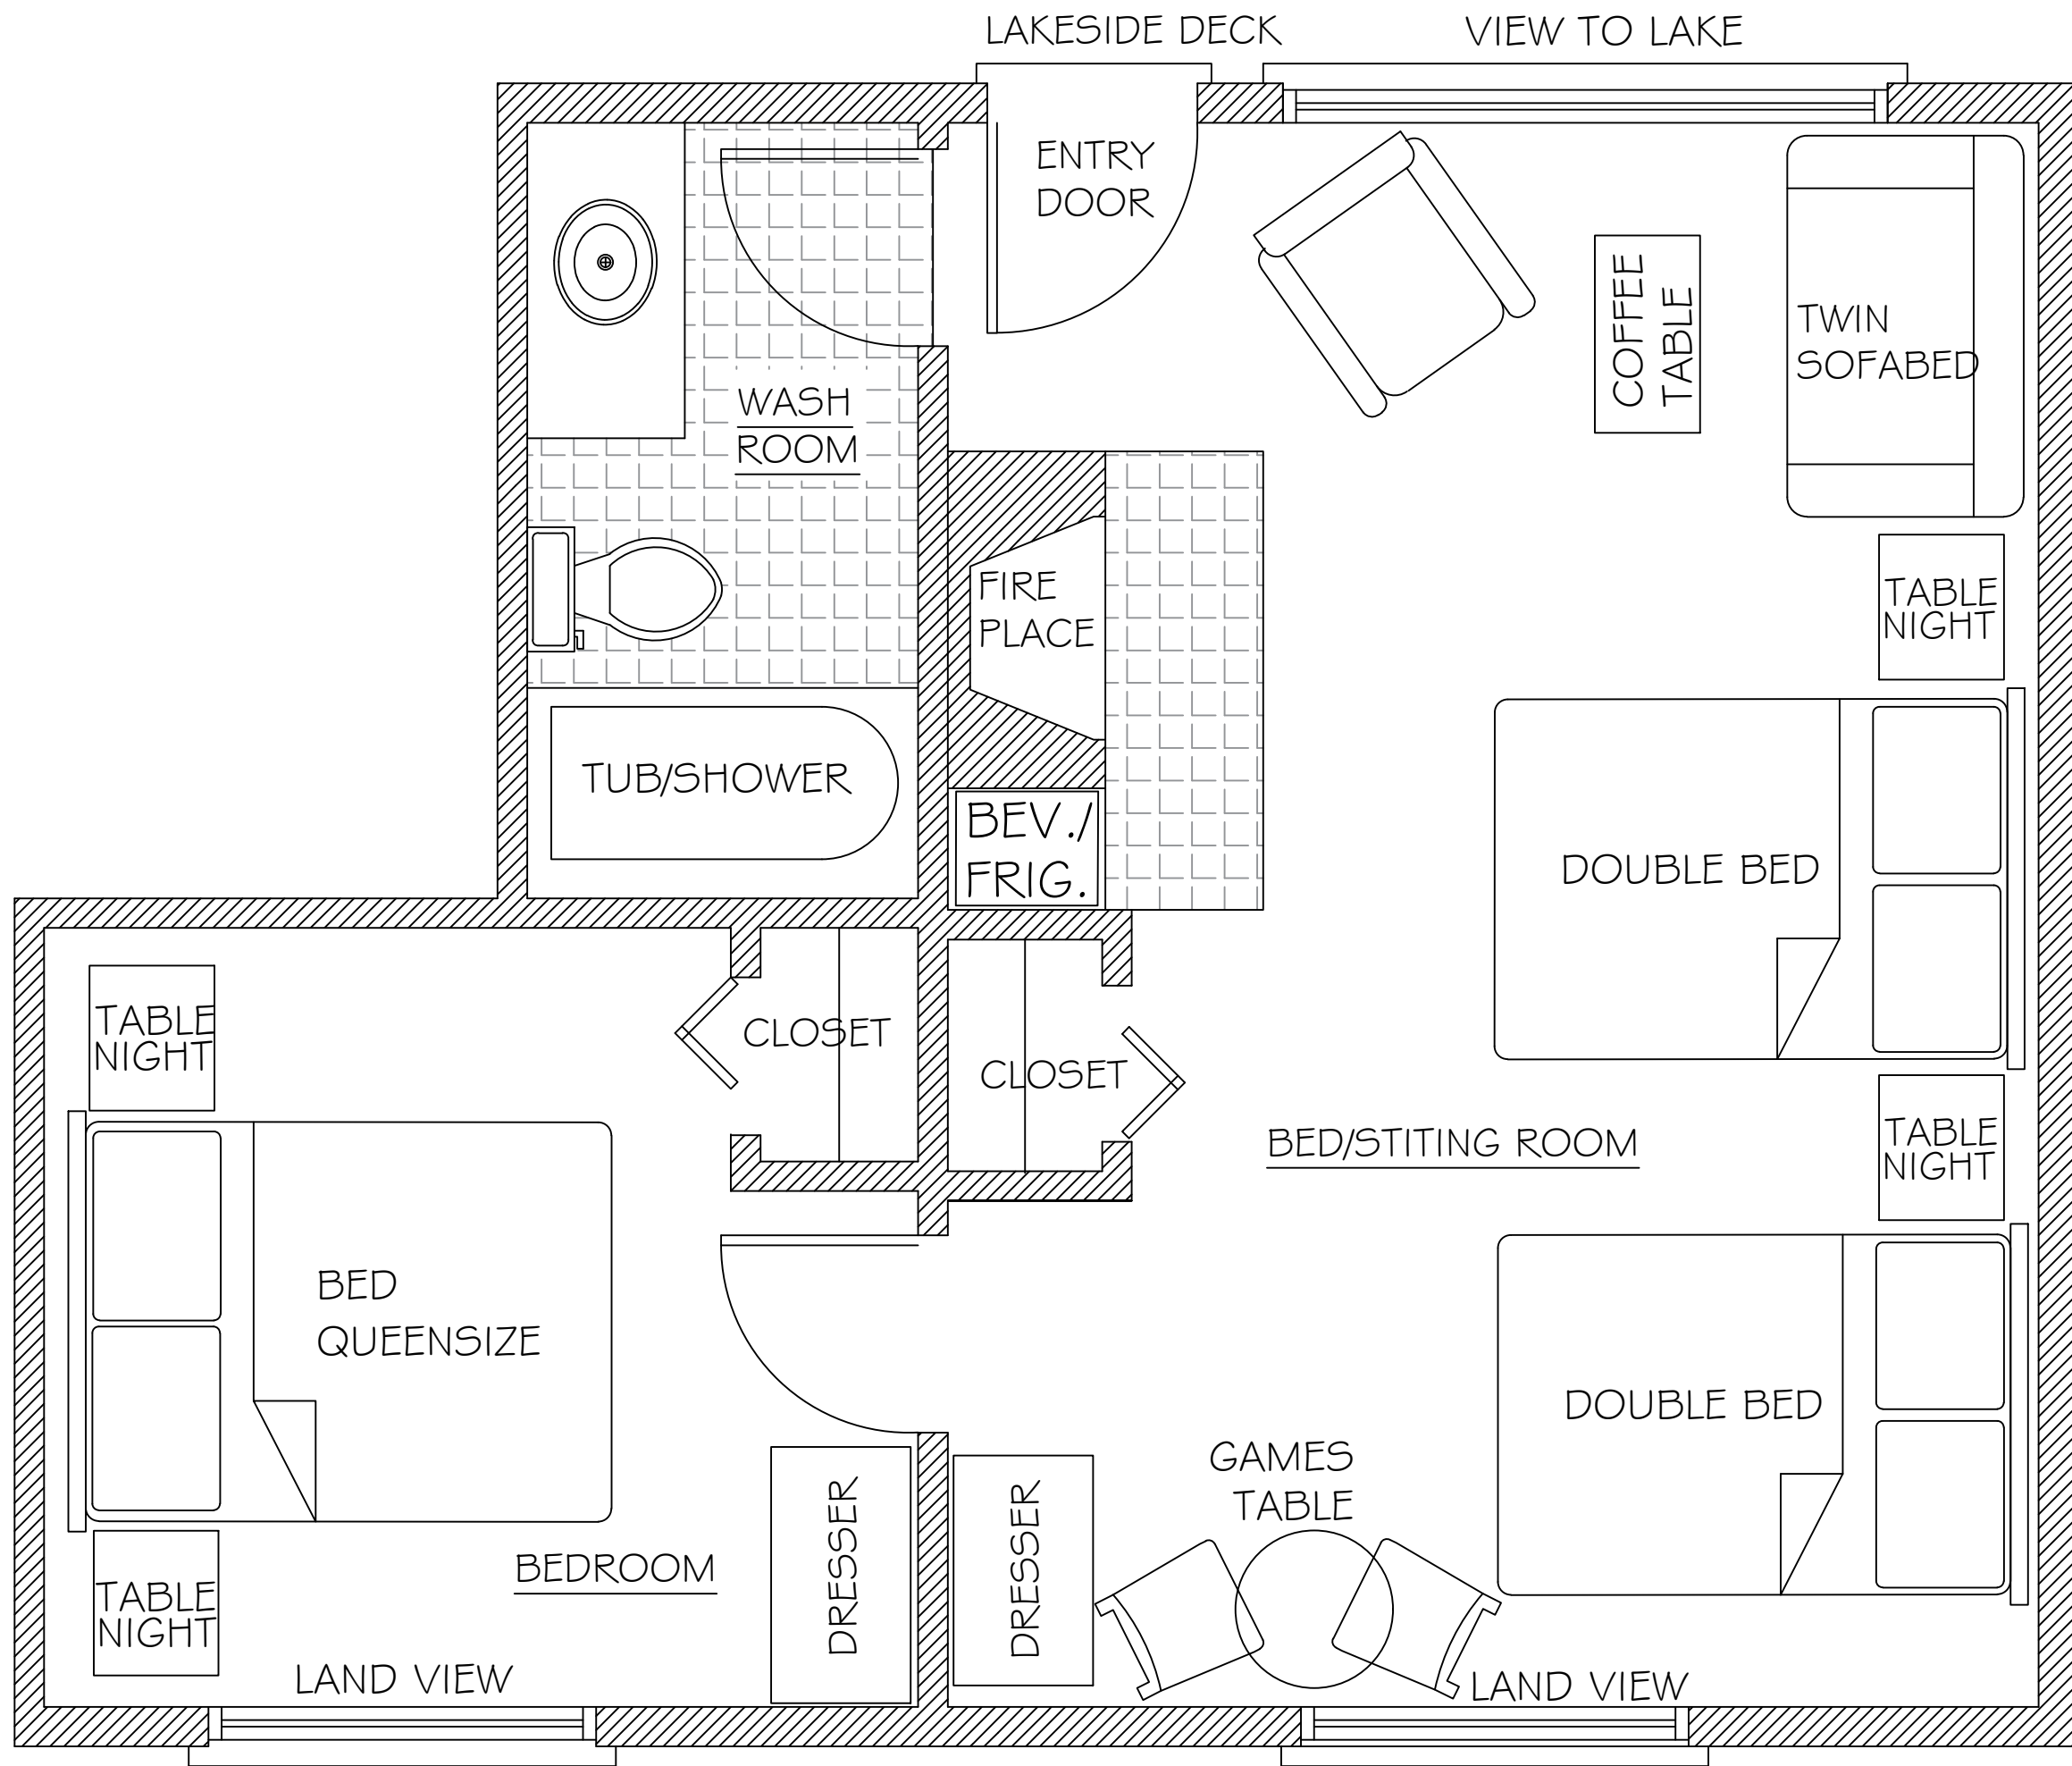 LAKESIDE DECK
VIEW TO LAKE
ENTRY
DOOR
COFFEE
TABLE
TWIN
SOFABED
WASH
ROOM
FIRE
PLACE
TABLE
NIGHT
TUB/SHOWER
BEV./
FRIG.
DOUBLE BED
TABLE
NIGHT
CLOSET
CLOSET
BED/STITING ROOM
TABLE
NIGHT
BED
QUEENSIZE
DOUBLE BED
GAMES
TABLE
DRESSER
DRESSER
BEDROOM
TABLE
NIGHT
LAND VIEW
LAND VIEW